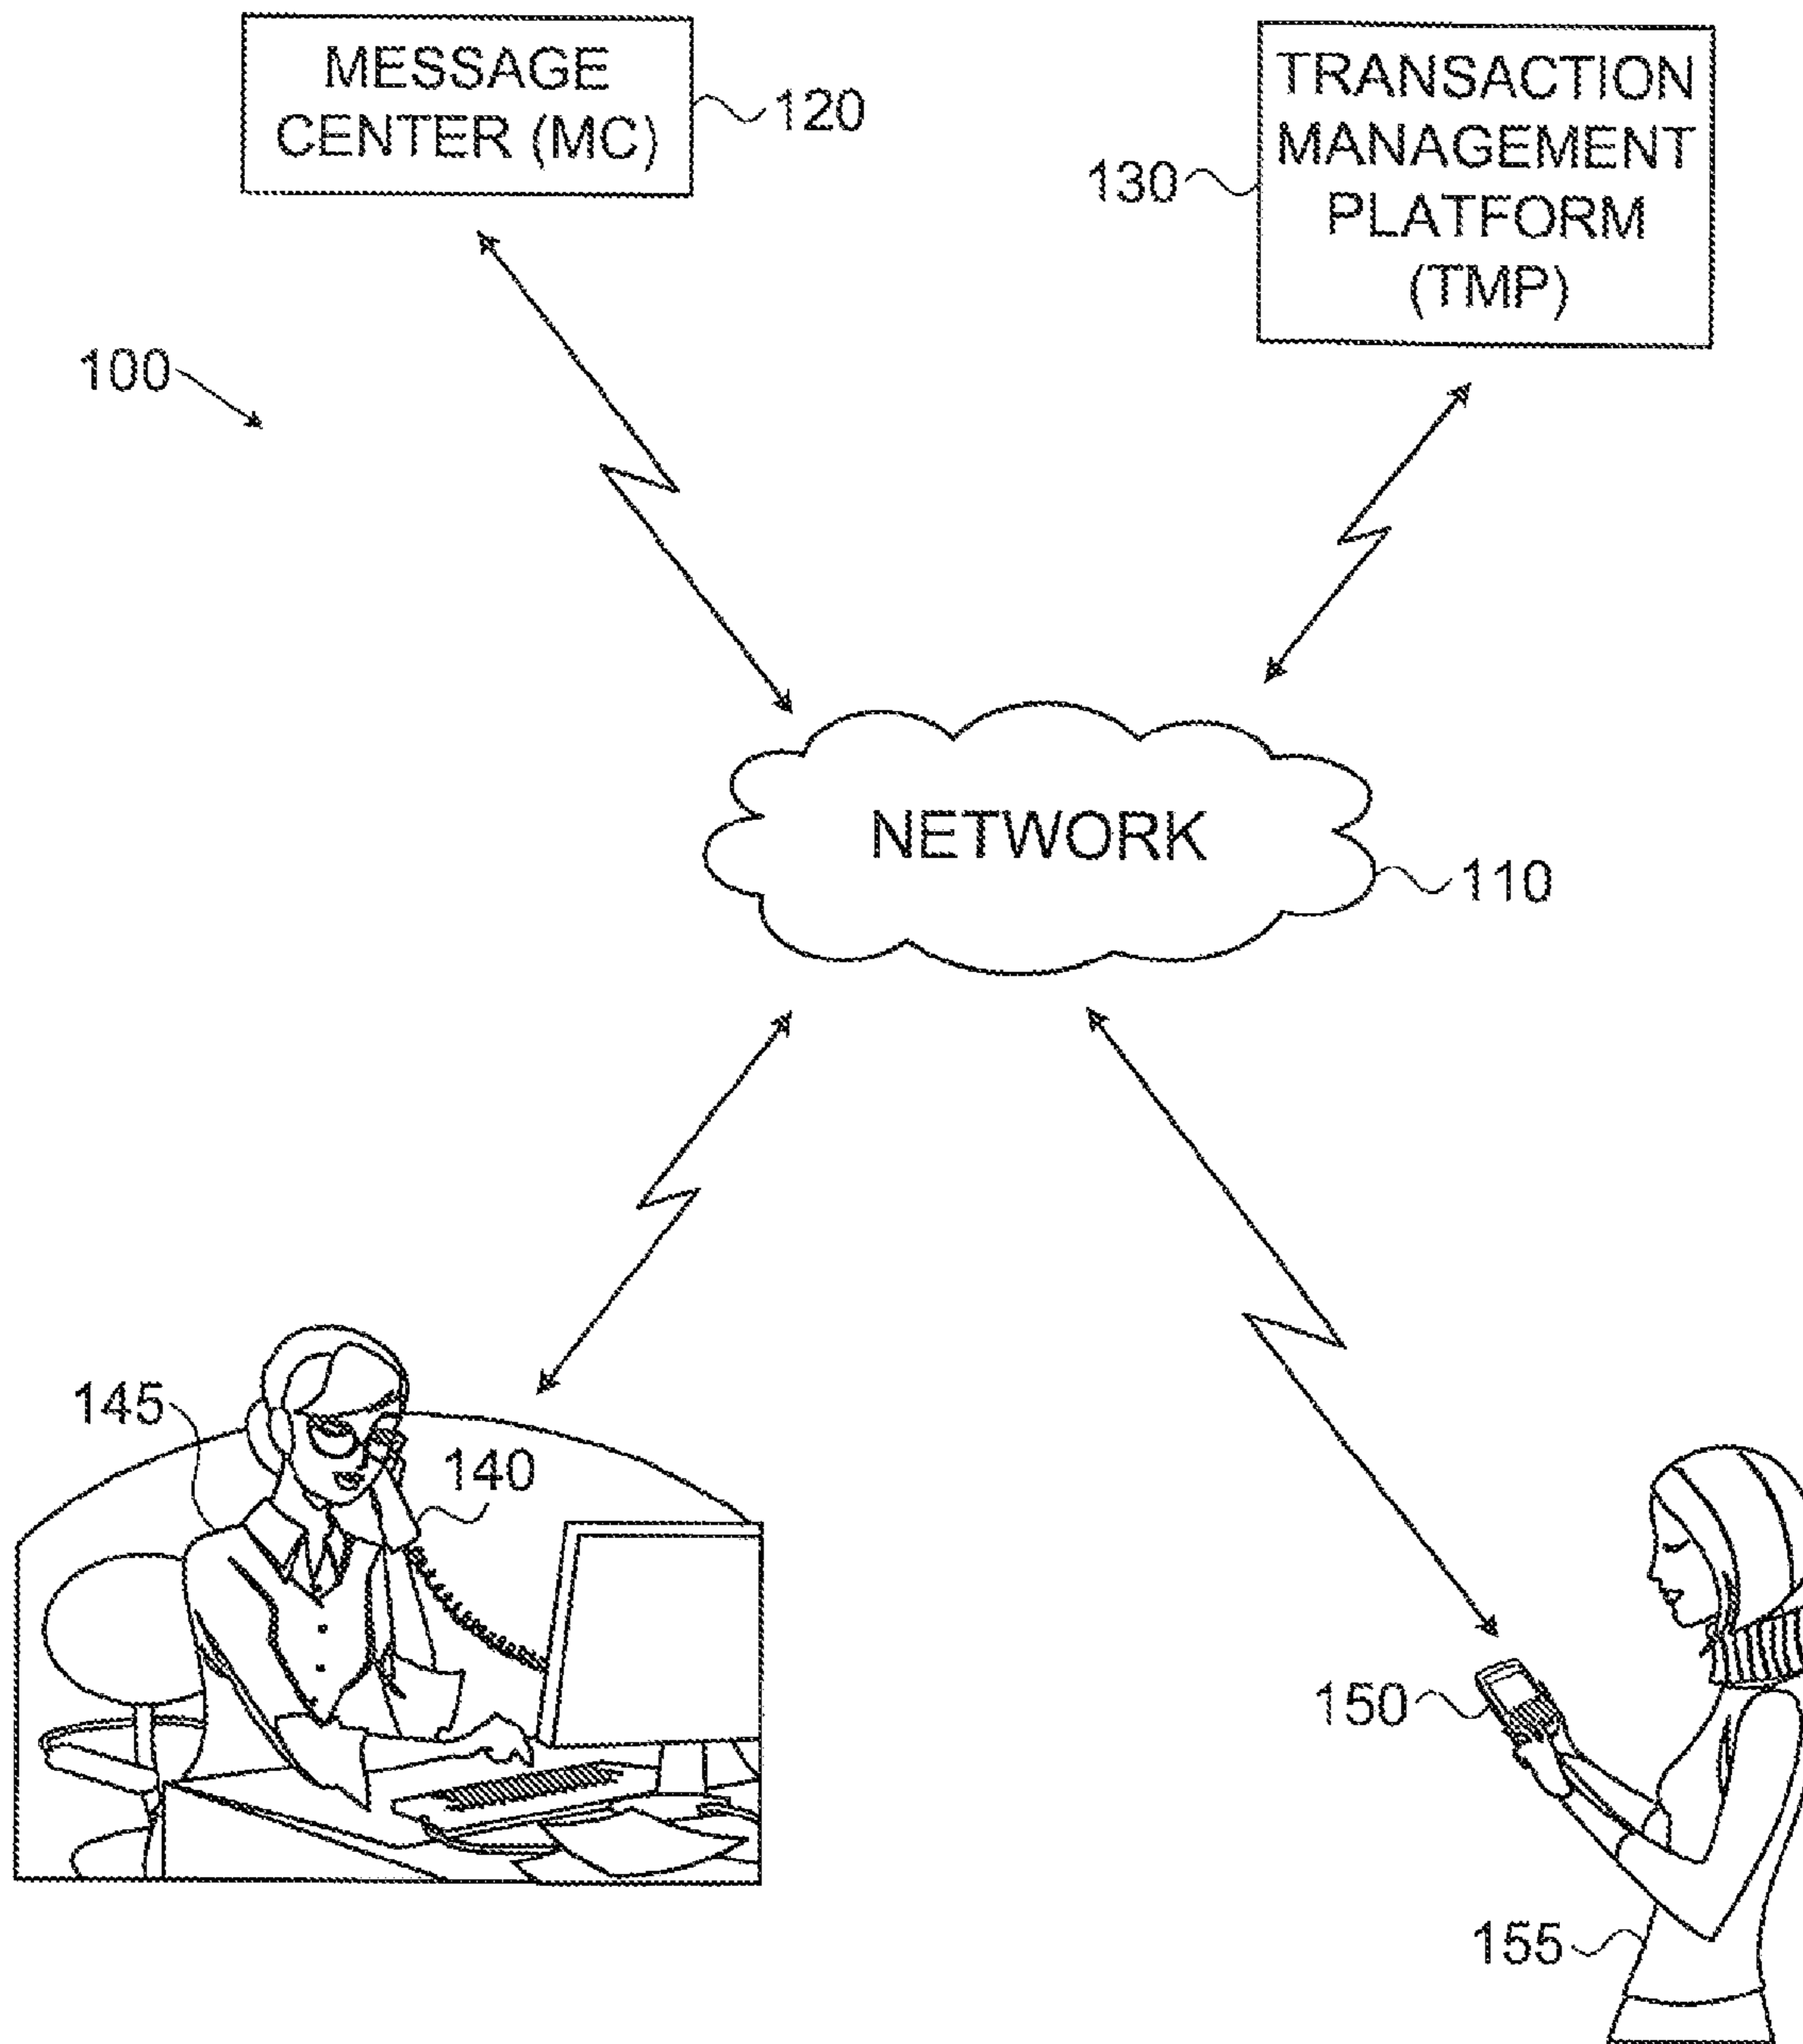 MESSAGE
CENTER (MC)
120
TRANSACTION
MANAGEMENT
PLATFORM
(TMP)
130
100
NETWORK
110
145
140
150
155